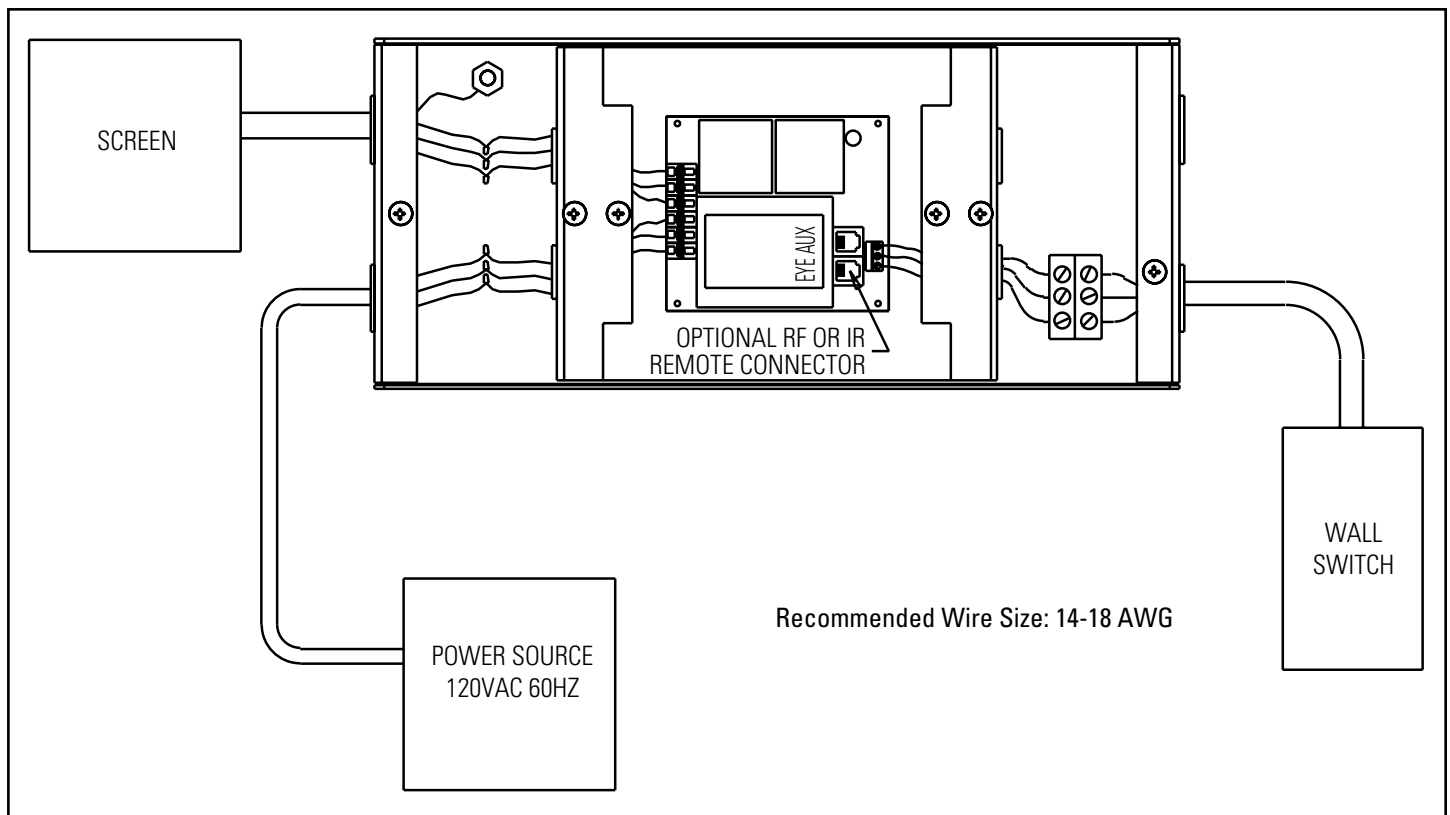 SCREEN
EYE AUX
OPTIONAL RF OR IR
REMOTE CONNECTOR
WALL
SWITCH
Recommended Wire Size: 14-18 AWG
POWER SOURCE
120VAC 60HZ